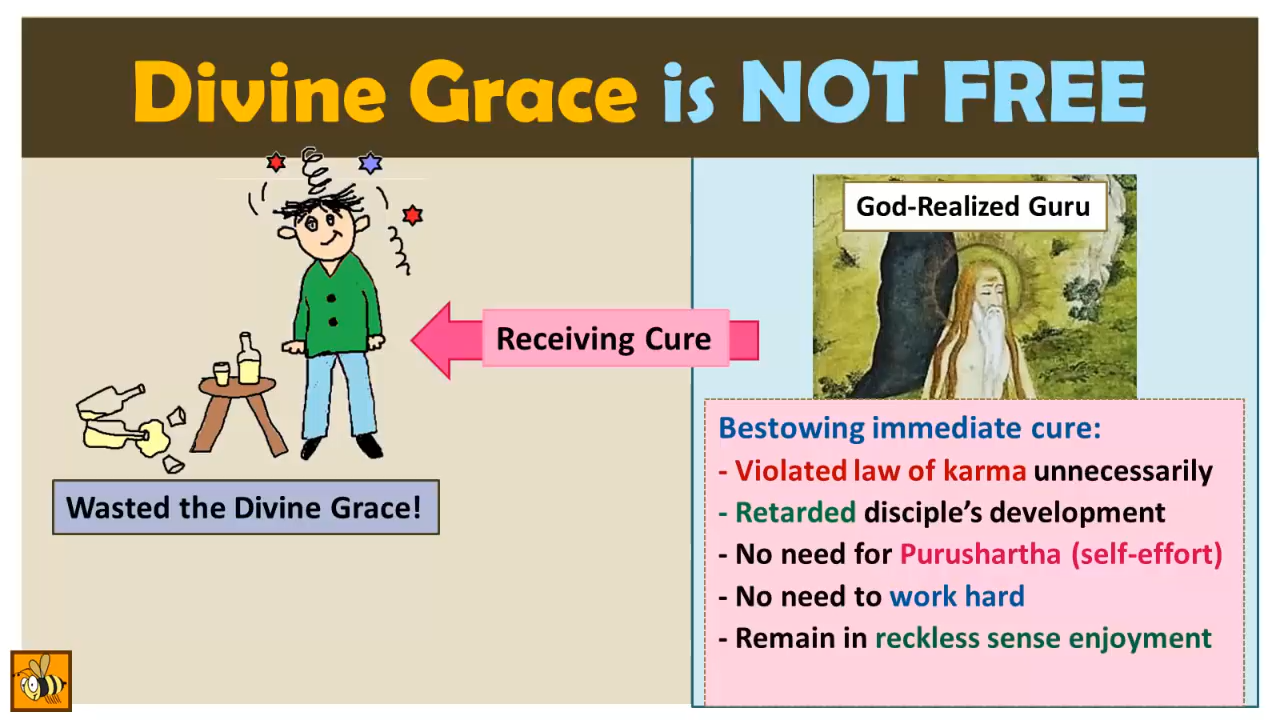 Divine Grace is NOT FREE
God-Realized Guru
Receiving Cure
Wasted the Divine Grace!
Bestowing immediate cure:
- Violated law of karma unnecessarily
- Retarded disciple’s development
- No need for Purushartha (self-effort)
- No need to work hard
- Remain in reckless sense enjoyment